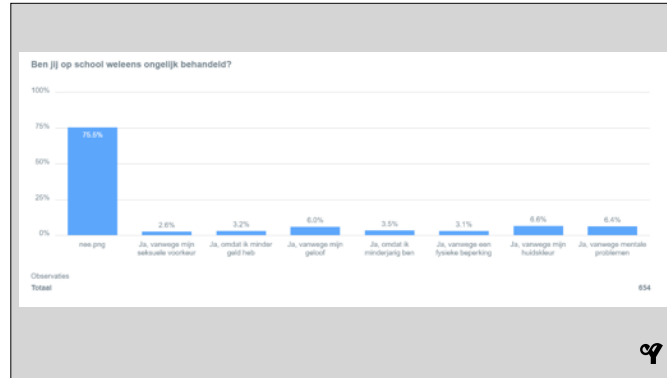 Ben jij op school weleens ongelijk behandeld?
100%
75%
50%
25%
0%
75.5%
2.6%
3.2%
6.0%
3.5%
3.1%
6.6%
6.4%
nee.png
Ja, vanwege mijn
seksuele voorkeur
Ja, omdat ik minder
geld heb
Ja, vanwege mijn
geloof
Ja, omdat ik
minderjarig ben
Ja, vanwege een
fysieke beperking
Ja, vanwege mijn
huidskleur
Ja, vanwege mentale
problemen
Observaties
Totaal 654